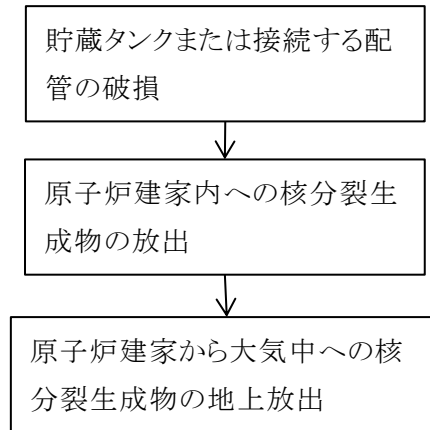 貯蔵タンクまたは接続する配
管の破損
原子炉建家内への核分裂生
成物の放出
原子炉建家から大気中への核
分裂生成物の地上放出